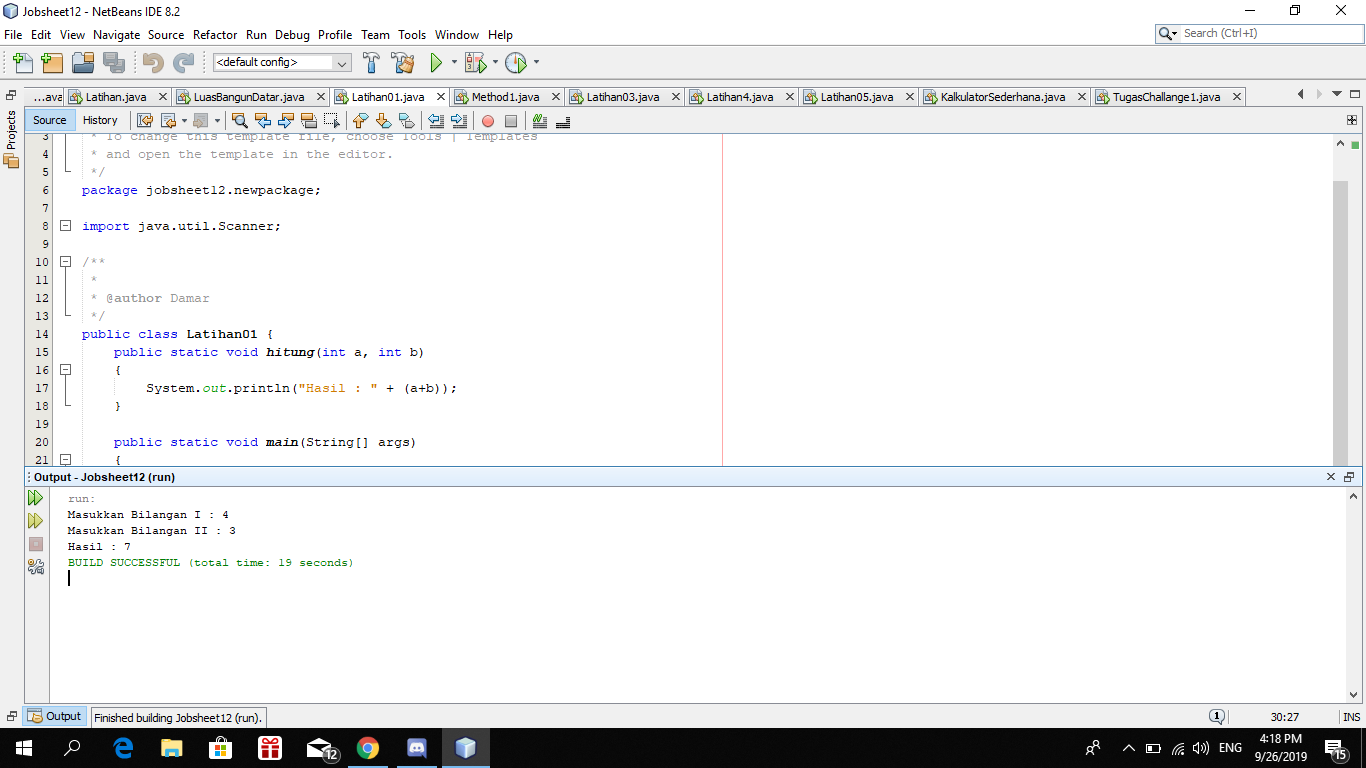 Jobsheet12 - NetBeans IDE 8.2
File Edit View Navigate Source Refactor Run Debug Profile Team Tools Window Help
Search (Ctrl+I)
<default config>
...ava Latihan.java LuasBangunDatar.java Latihan01.java Method1.java Latihan03.java Latihan4.java Latihan05.java KalkulatorSederhana.java TugasChallange1.java
Projects
Source History
3 * To change this template file, choose Tools | Templates
4 * and open the template in the editor.
5 */
6 package jobsheet12.newpackage;
7
8 import java.util.Scanner;
9
10 /**
11 *
12 * @author Damar
13 */
14 public class Latihan01 {
15 public static void hitung(int a, int b)
16 {
17 System.out.println("Hasil : " + (a+b));
18 }
19
20 public static void main(String[] args)
21 {
Output - Jobsheet12 (run)
run:
Masukkan Bilangan I : 4
Masukkan Bilangan II : 3
Hasil : 7
BUILD SUCCESSFUL (total time: 19 seconds)
Output
Finished building Jobsheet12 (run).
1
30:27
INS
12
ENG
4:18 PM
9/26/2019
15